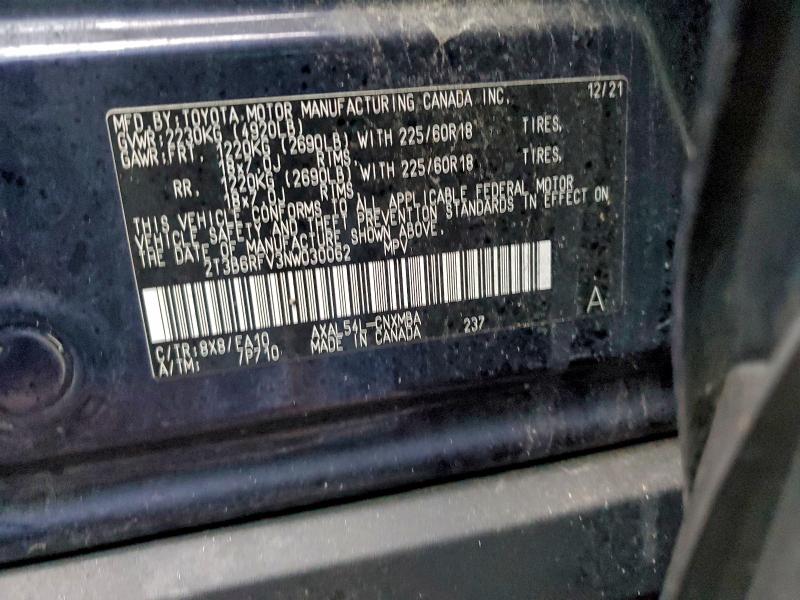 MFD.BY:TOYOTA MOTOR MANUFACTURING CANADA INC. 12/21
GVWR:2230KG (4920LB)
GAWR:FRT. 1220KG (2690LB) WITH 225/60R18 TIRES,
18x7.0J RIMS,
RR. 1220KG (2690LB) WITH 225/60R18 TIRES,
18x7.0J RIMS
THIS VEHICLE CONFORMS TO ALL APPLICABLE FEDERAL MOTOR
VEHICLE SAFETY AND THEFT PREVENTION STANDARDS IN EFFECT ON
THE DATE OF MANUFACTURE SHOWN ABOVE.
2T3B6RFV3NW030062 MPV
C/TR:8X8/EA10 AXAL54L-CNXMBA 237 A
A/TM: 7P710 MADE IN CANADA